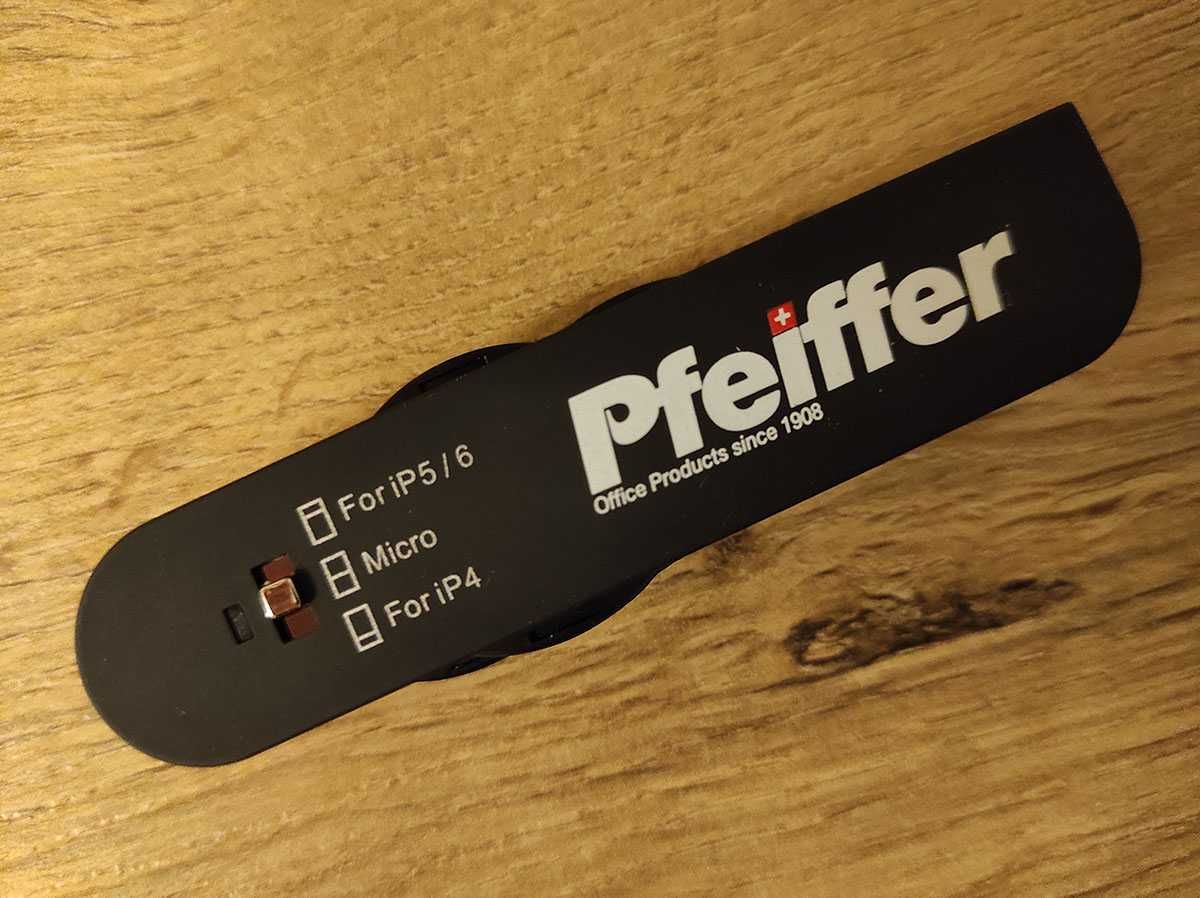 For iP5 / 6
Micro
For iP4
Pfeiffer
Office Products since 1908